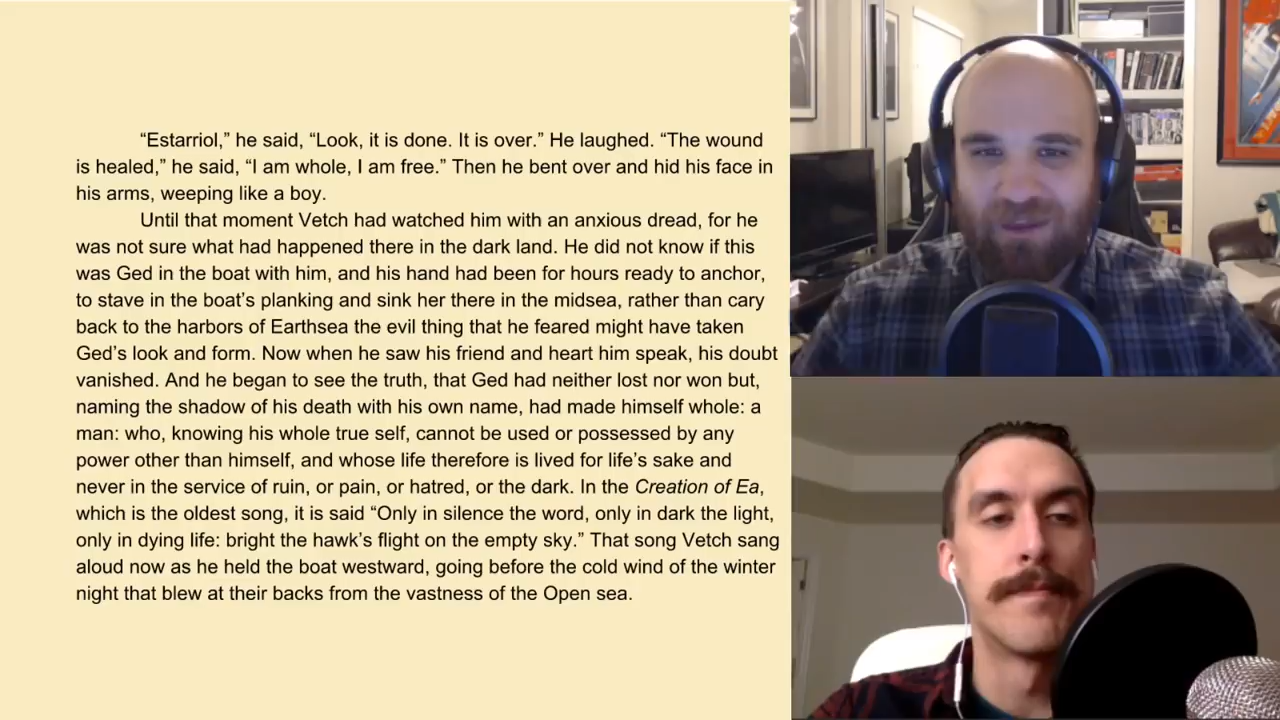 “Estarriol,” he said, “Look, it is done. It is over.” He laughed. “The wound
is healed,” he said, “I am whole, I am free.” Then he bent over and hid his face in
his arms, weeping like a boy.
Until that moment Vetch had watched him with an anxious dread, for he
was not sure what had happened there in the dark land. He did not know if this
was Ged in the boat with him, and his hand had been for hours ready to anchor,
to stave in the boat’s planking and sink her there in the midsea, rather than cary
back to the harbors of Earthsea the evil thing that he feared might have taken
Ged’s look and form. Now when he saw his friend and heart him speak, his doubt
vanished. And he began to see the truth, that Ged had neither lost nor won but,
naming the shadow of his death with his own name, had made himself whole: a
man: who, knowing his whole true self, cannot be used or possessed by any
power other than himself, and whose life therefore is lived for life’s sake and
never in the service of ruin, or pain, or hatred, or the dark. In the Creation of Ea,
which is the oldest song, it is said “Only in silence the word, only in dark the light,
only in dying life: bright the hawk’s flight on the empty sky.” That song Vetch sang
aloud now as he held the boat westward, going before the cold wind of the winter
night that blew at their backs from the vastness of the Open sea.